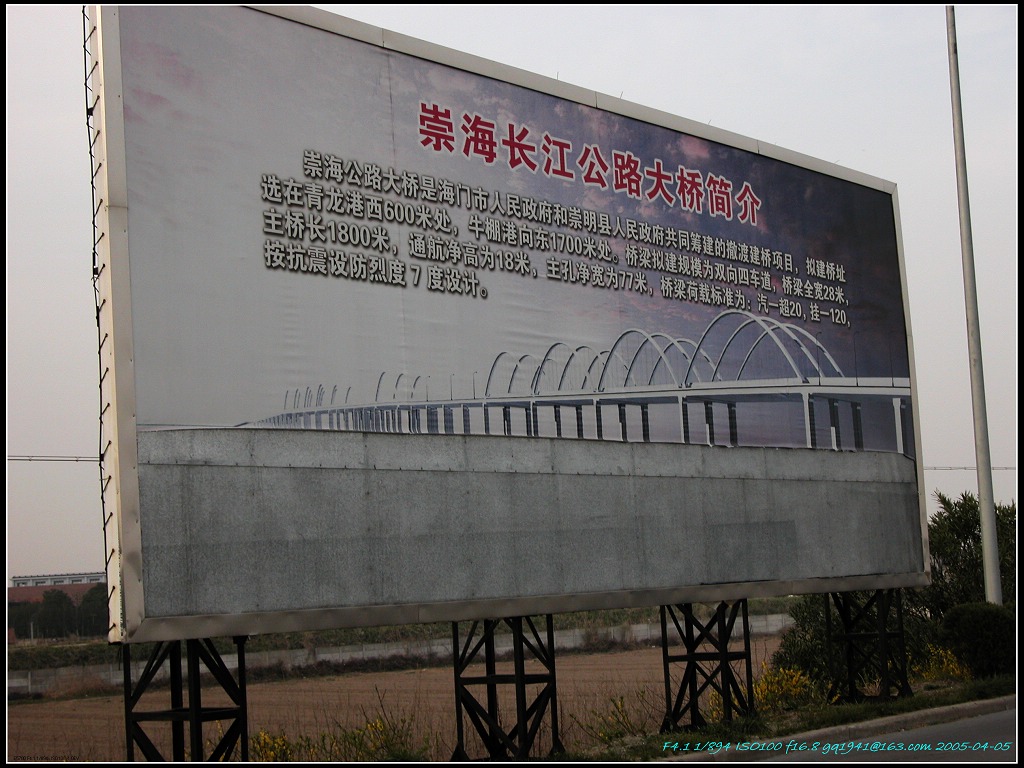 崇海长江公路大桥简介
崇海公路大桥是海门市人民政府和崇明县人民政府共同筹建的撤渡建桥项目，拟建桥址
选在青龙港西600米处，牛棚港向东1700米处。桥梁拟建规模为双向四车道，桥梁全宽28米，
主桥长1800米，通航净高为18米，主孔净宽为77米，桥梁荷载标准为：汽一超20，挂一120，
按抗震设防烈度 7 度设计。
F4.1 1/894 ISO100 f16.8 gq1941@163.com 2005-04-05